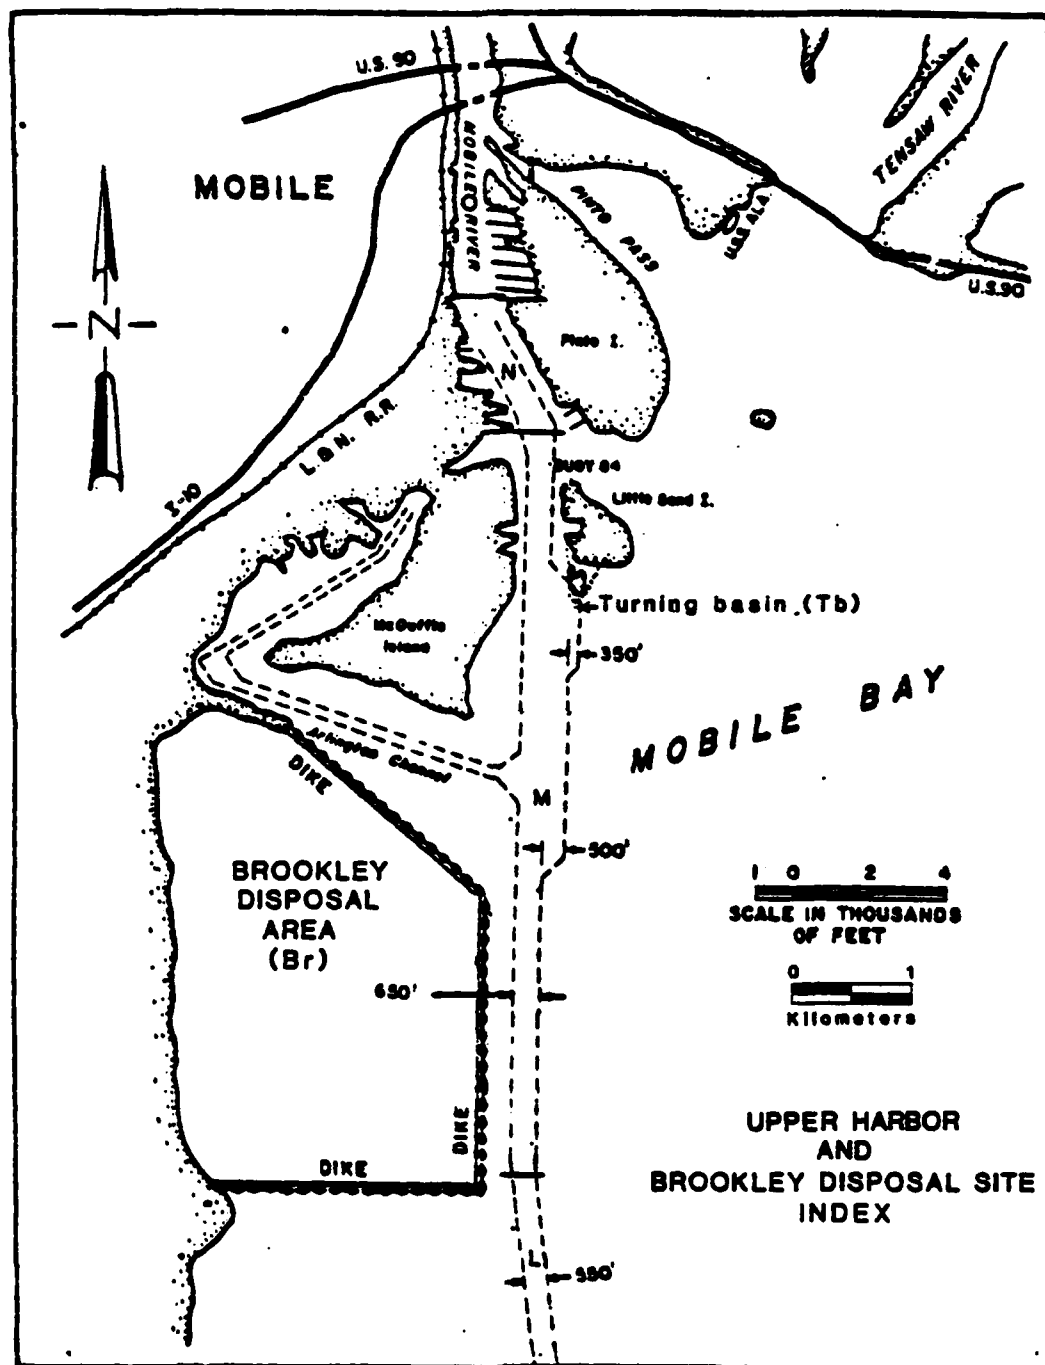 U.S. 90
MOBILE
MOBILE RIVER
PINTO
PASS
TENSAW RIVER
USS ALA
U.S.90
N
Pinto I.
N
L. & N. R.R.
I-10
Little Sand I.
Turning basin (Tb)
McDuffie
Island
350'
MOBILE BAY
Arlington Channel
DIKE
M
500'
BROOKLEY
DISPOSAL
AREA
(Br)
1 0 2 4
SCALE IN THOUSANDS
OF FEET
0 1
Kilometers
650'
DIKE
DIKE
UPPER HARBOR
AND
BROOKLEY DISPOSAL SITE
INDEX
L
550'